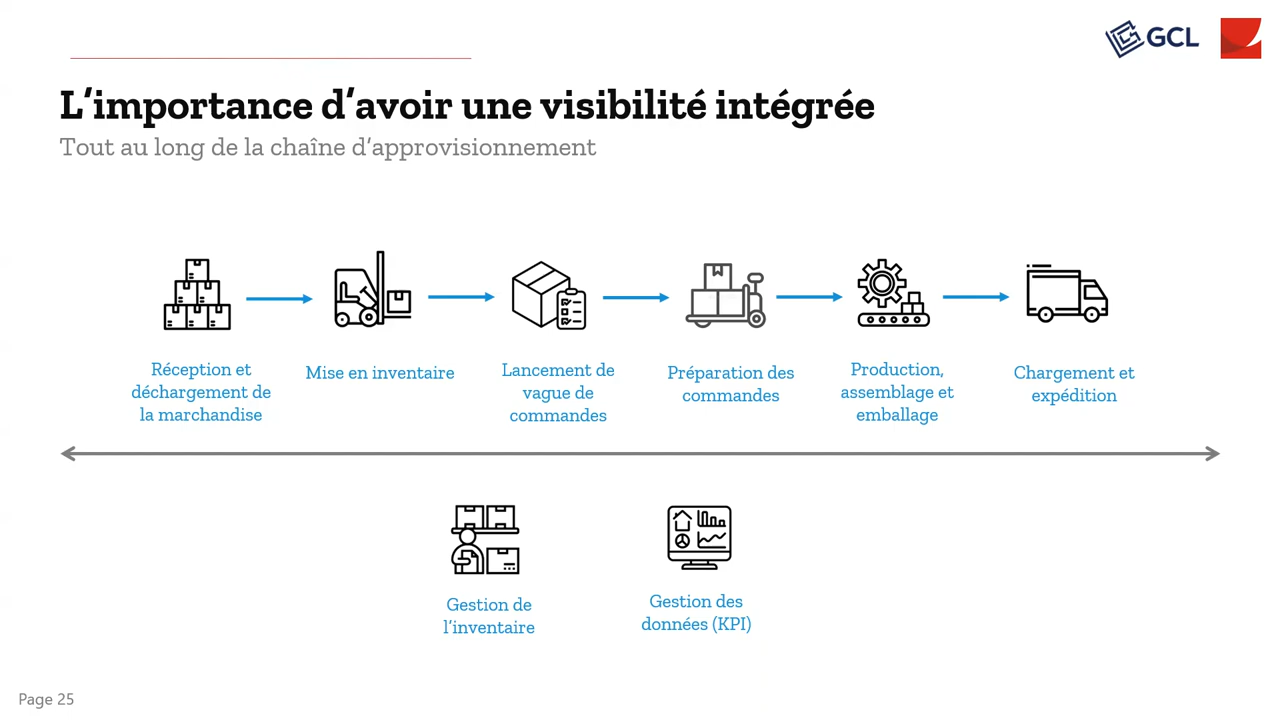 GCL
L’importance d’avoir une visibilité intégrée
Tout au long de la chaîne d’approvisionnement
Réception et
déchargement de
la marchandise
Mise en inventaire
Lancement de
vague de
commandes
Préparation des
commandes
Production,
assemblage et
emballage
Chargement et
expédition
Gestion de
l’inventaire
Gestion des
données (KPI)
Page 25